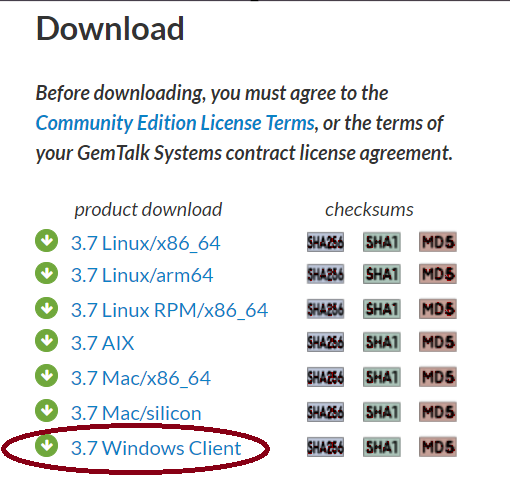 Download
Before downloading, you must agree to the
Community Edition License Terms, or the terms of
your GemTalk Systems contract license agreement.
product download checksums
3.7 Linux/x86_64 SHA256 SHA1 MD5
3.7 Linux/arm64 SHA256 SHA1 MD5
3.7 Linux RPM/x86_64 SHA256 SHA1 MD5
3.7 AIX SHA256 SHA1 MD5
3.7 Mac/x86_64 SHA256 SHA1 MD5
3.7 Mac/silicon SHA256 SHA1 MD5
3.7 Windows Client SHA256 SHA1 MD5